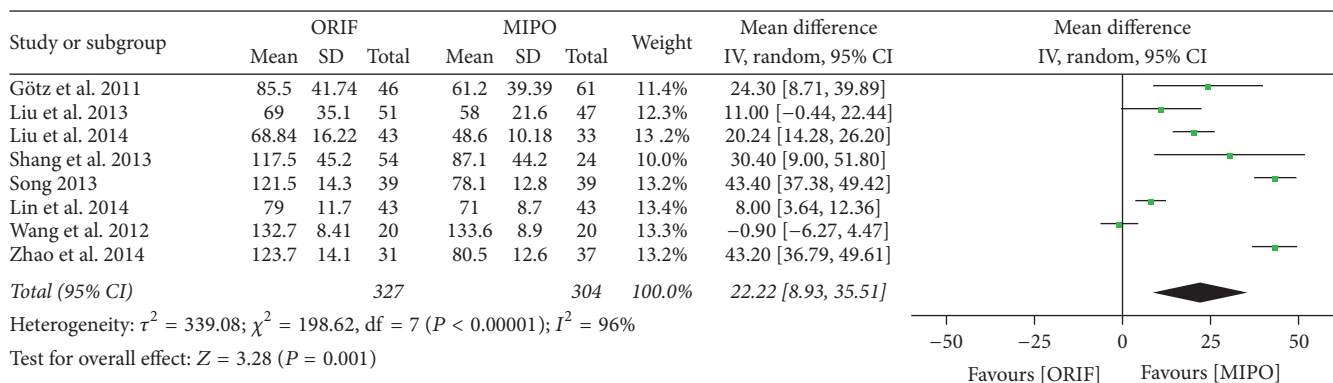 Study or subgroup ORIF MIPO Weight Mean difference Mean difference
Mean SD Total Mean SD Total IV, random, 95% CI IV, random, 95% CI
Götz et al. 2011 85.5 41.74 46 61.2 39.39 61 11.4% 24.30 [8.71, 39.89]
Liu et al. 2013 69 35.1 51 58 21.6 47 12.3% 11.00 [−0.44, 22.44]
Liu et al. 2014 68.84 16.22 43 48.6 10.18 33 13 .2% 20.24 [14.28, 26.20]
Shang et al. 2013 117.5 45.2 54 87.1 44.2 24 10.0% 30.40 [9.00, 51.80]
Song 2013 121.5 14.3 39 78.1 12.8 39 13.2% 43.40 [37.38, 49.42]
Lin et al. 2014 79 11.7 43 71 8.7 43 13.4% 8.00 [3.64, 12.36]
Wang et al. 2012 132.7 8.41 20 133.6 8.9 20 13.3% −0.90 [−6.27, 4.47]
Zhao et al. 2014 123.7 14.1 31 80.5 12.6 37 13.2% 43.20 [36.79, 49.61]
Total (95% CI) 327 304 100.0% 22.22 [8.93, 35.51]
Heterogeneity: τ² = 339.08; χ² = 198.62, df = 7 (P < 0.00001); I² = 96%
Test for overall effect: Z = 3.28 (P = 0.001)
−50 −25 0 25 50
Favours [ORIF] Favours [MIPO]